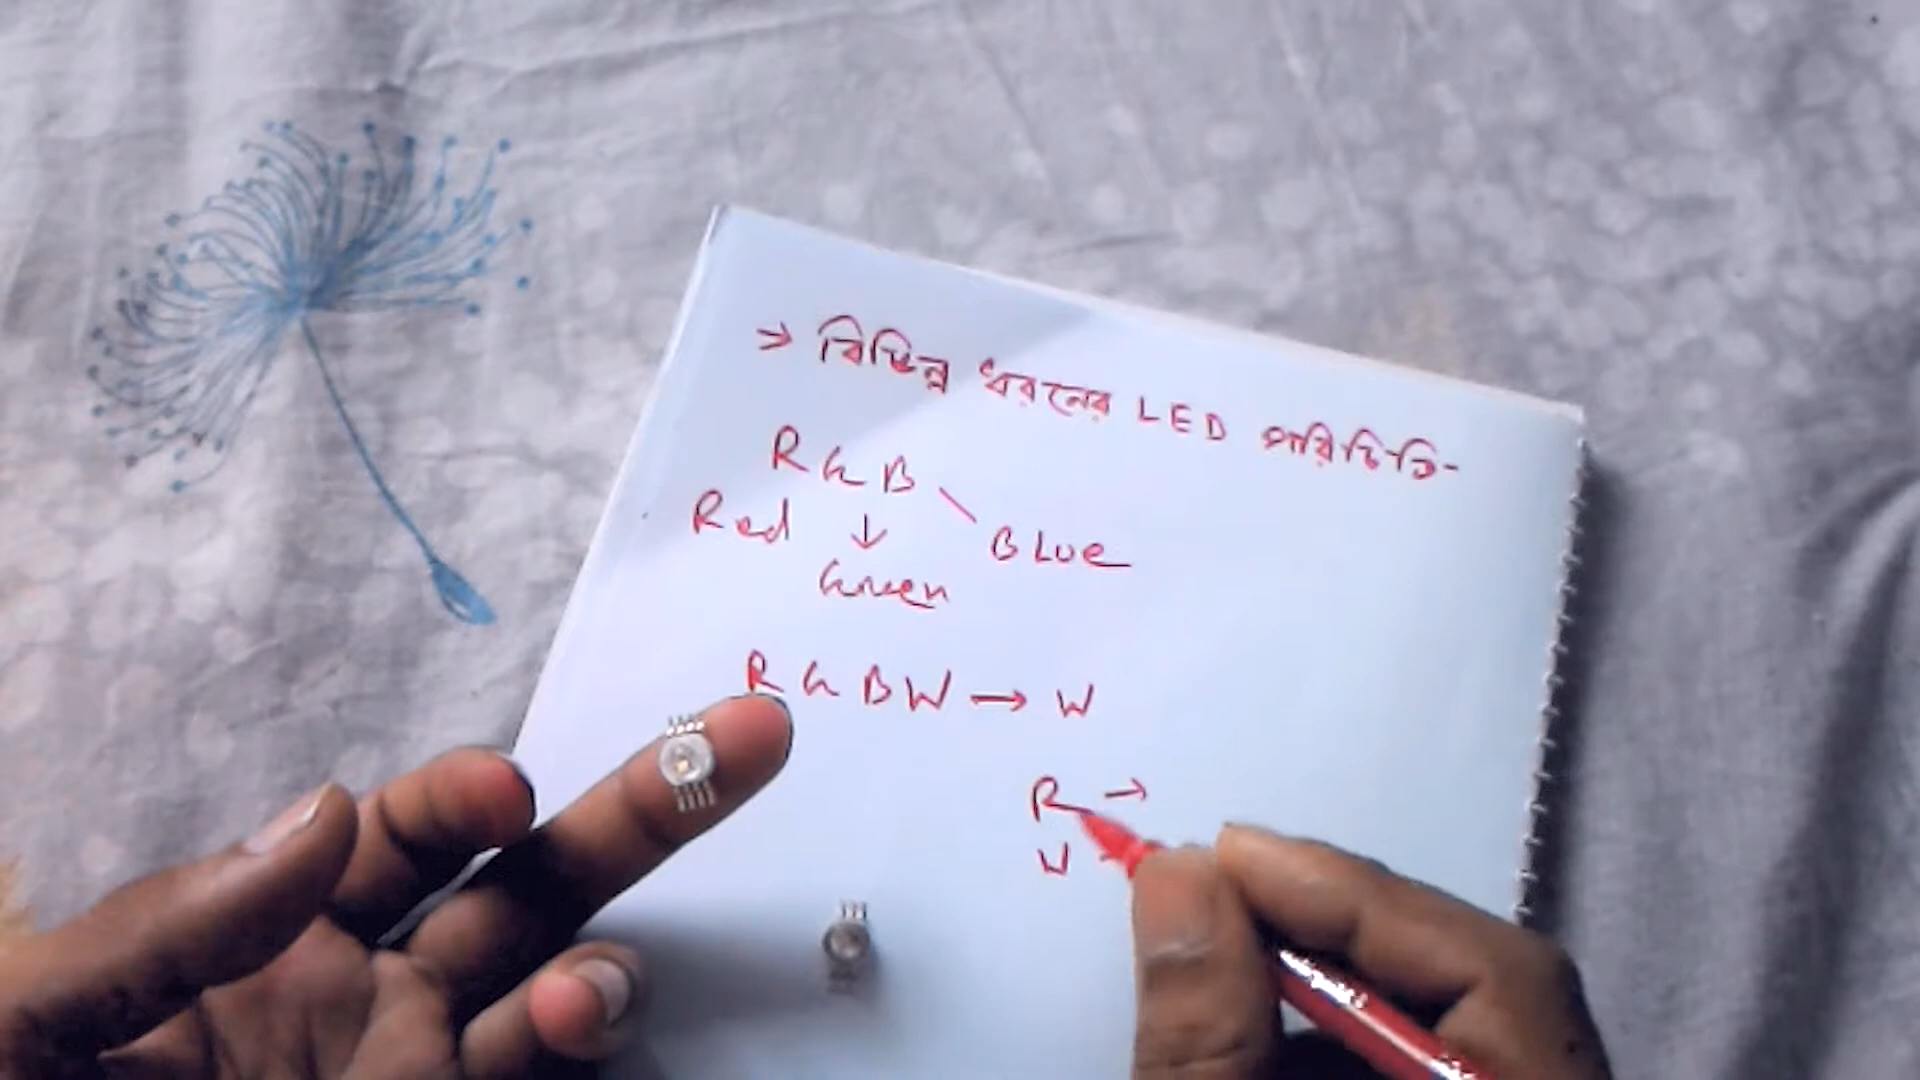 → বিভিন্ন ধরনের LED পরিচিতি-
RGB
Red ↓ \ BLue
Green
RGBW → W
R →
W →